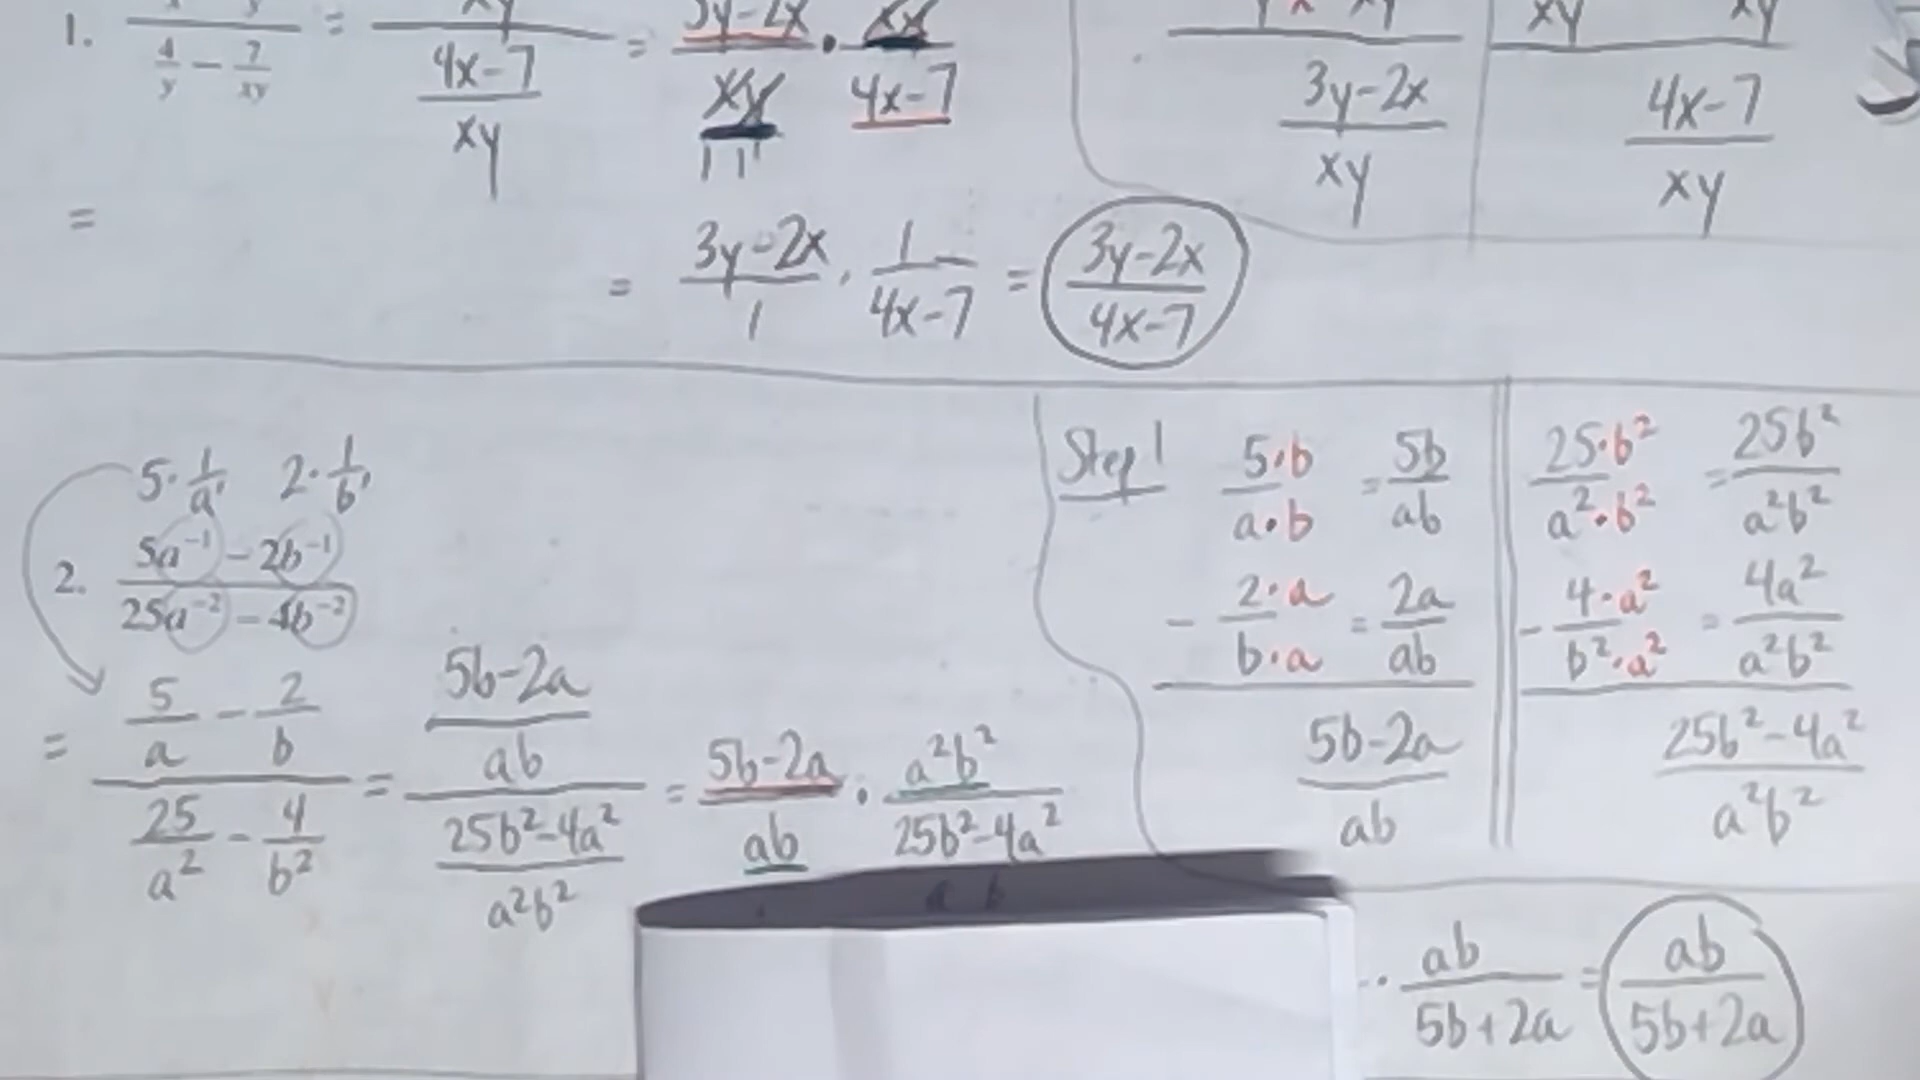 1. 4/y - 7/xy = 4x-7/xy = 3y-2x/xy · xy/4x-7
3y-2x/xy
4x-7/xy
=
= 3y-2x/1 · 1/4x-7 = 3y-2x/4x-7
5·1/a¹ 2·1/b¹
2. 5a⁻¹ - 2b⁻¹ / 25a⁻² - 4b⁻²
= 5/a - 2/b / 25/a² - 4/b² = 5b-2a/ab / 25b²-4a²/a²b² = 5b-2a/ab · a²b²/25b²-4a²
Step 1
5·b/a·b = 5b/ab
- 2·a/b·a = 2a/ab
5b-2a/ab
25·b²/a²·b² = 25b²/a²b²
- 4·a²/b²·a² = 4a²/a²b²
25b²-4a²/a²b²
· ab/5b+2a = ab/5b+2a